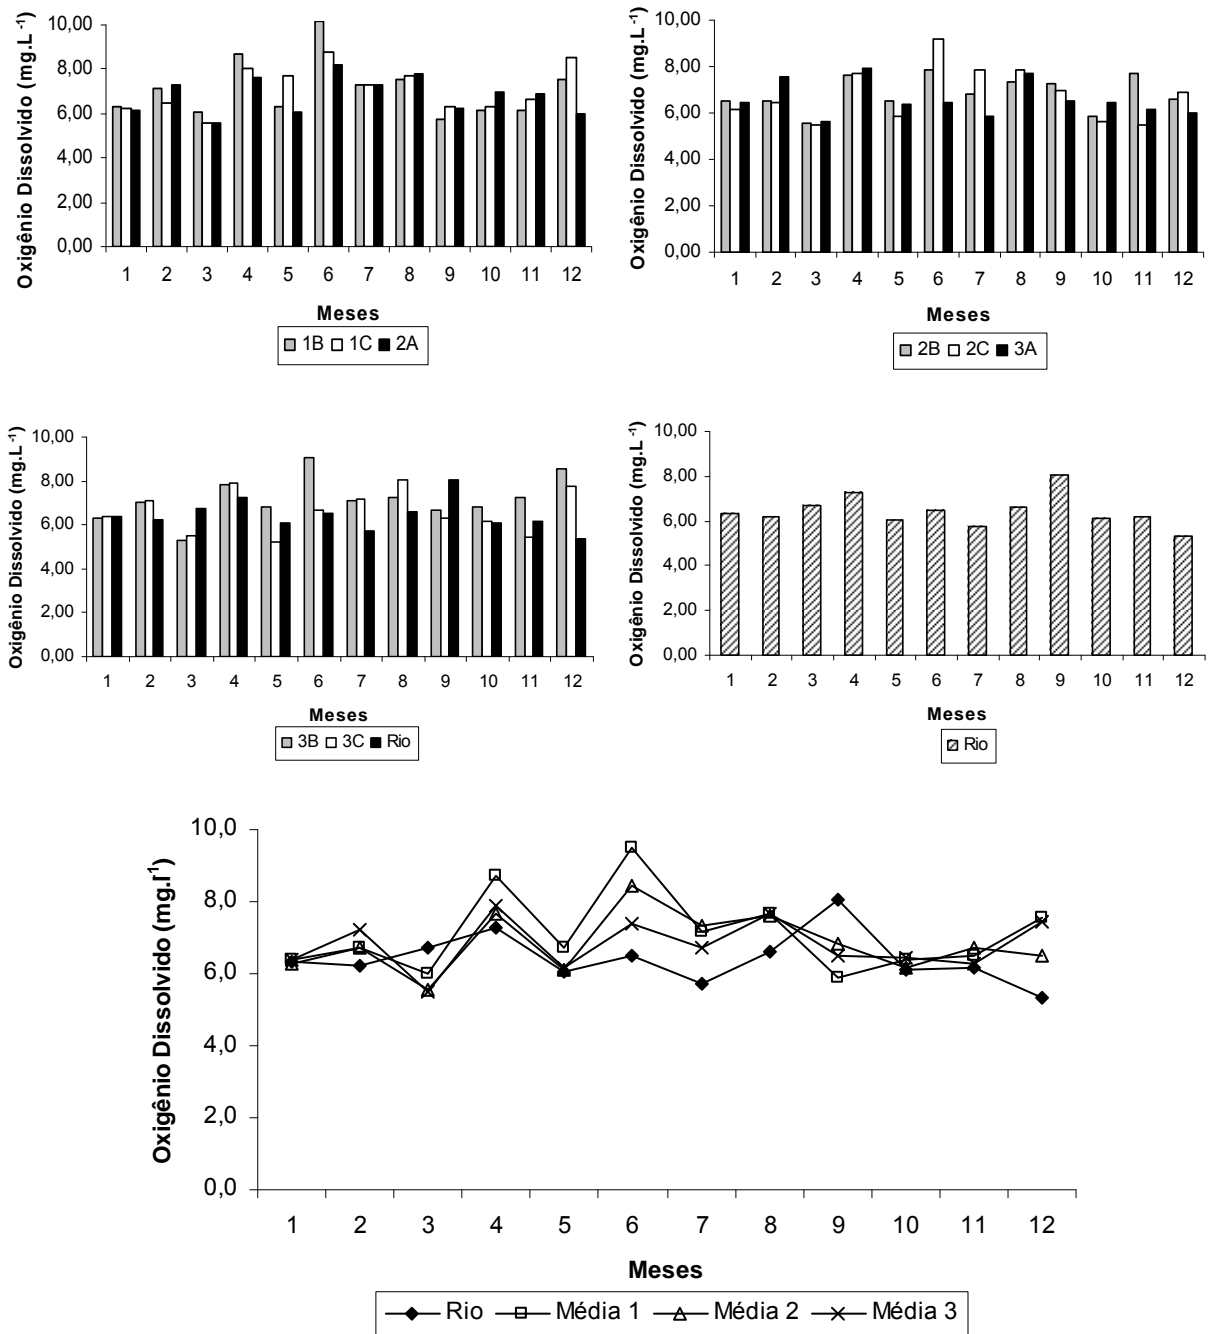 Oxigênio Dissolvido (mg.L⁻¹)
10,00
8,00
6,00
4,00
2,00
0,00
1 2 3 4 5 6 7 8 9 10 11 12
Meses
1B 1C 2A
Oxigênio Dissolvido (mg.L⁻¹)
10,00
8,00
6,00
4,00
2,00
0,00
1 2 3 4 5 6 7 8 9 10 11 12
Meses
2B 2C 3A
Oxigênio Dissolvido (mg.L⁻¹)
10,00
8,00
6,00
4,00
2,00
0,00
1 2 3 4 5 6 7 8 9 10 11 12
Meses
3B 3C Rio
Oxigênio Dissolvido (mg.L⁻¹)
10,00
8,00
6,00
4,00
2,00
0,00
1 2 3 4 5 6 7 8 9 10 11 12
Meses
Rio
Oxigênio Dissolvido (mg.l⁻¹)
10,0
8,0
6,0
4,0
2,0
0,0
1 2 3 4 5 6 7 8 9 10 11 12
Meses
Rio Média 1 Média 2 Média 3